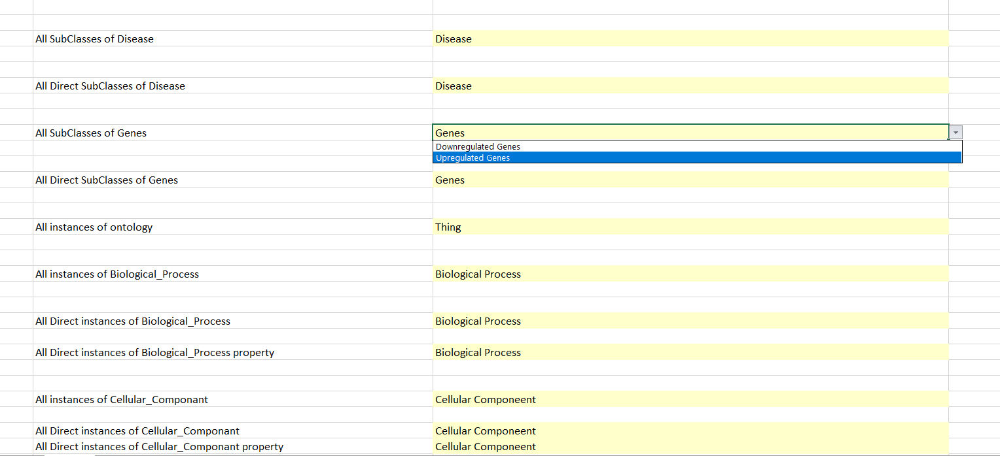 All SubClasses of Disease Disease
All Direct SubClasses of Disease Disease
All SubClasses of Genes Genes
Downregulated Genes
Upregulated Genes
All Direct SubClasses of Genes Genes
All instances of ontology Thing
All instances of Biological_Process Biological Process
All Direct instances of Biological_Process Biological Process
All Direct instances of Biological_Process property Biological Process
All instances of Cellular_Componant Cellular Componeent
All Direct instances of Cellular_Componant Cellular Componeent
All Direct instances of Cellular_Componant property Cellular Componeent